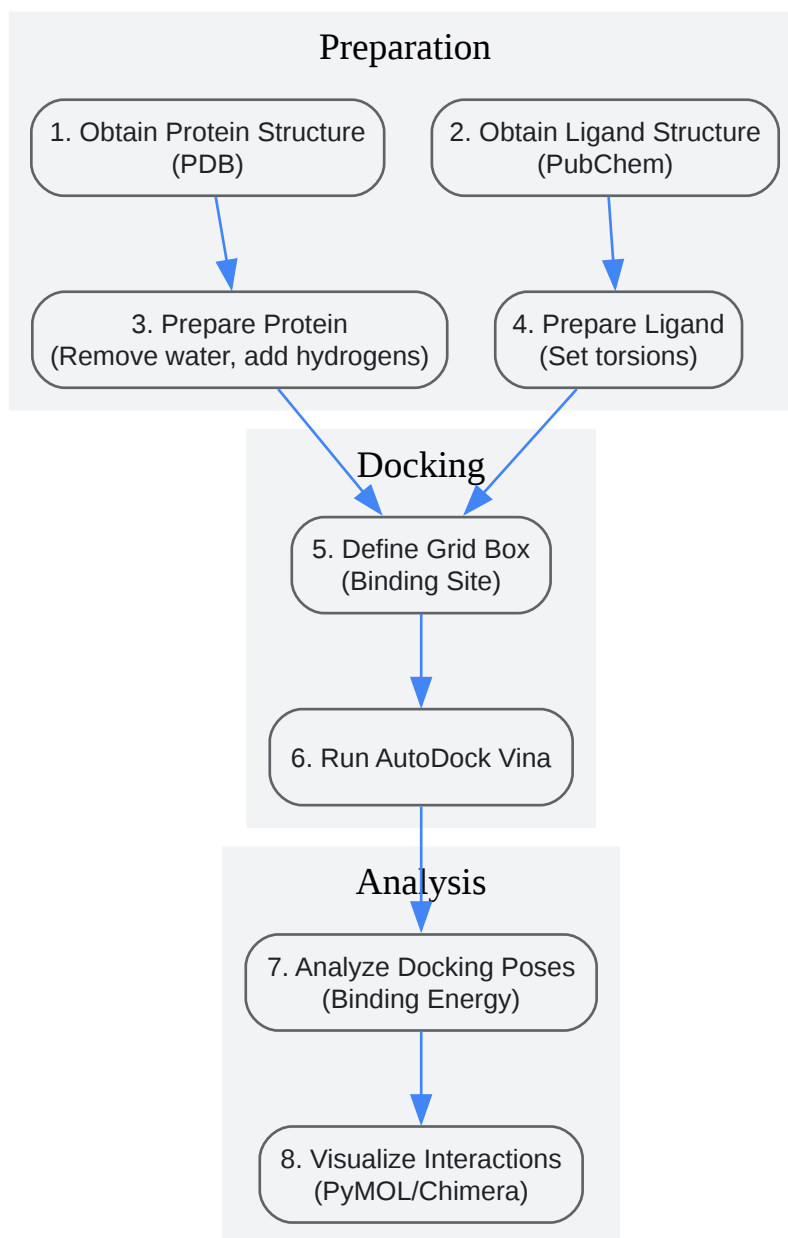 Preparation
1. Obtain Protein Structure
(PDB)
2. Obtain Ligand Structure
(PubChem)
3. Prepare Protein
(Remove water, add hydrogens)
4. Prepare Ligand
(Set torsions)
Docking
5. Define Grid Box
(Binding Site)
6. Run AutoDock Vina
Analysis
7. Analyze Docking Poses
(Binding Energy)
8. Visualize Interactions
(PyMOL/Chimera)